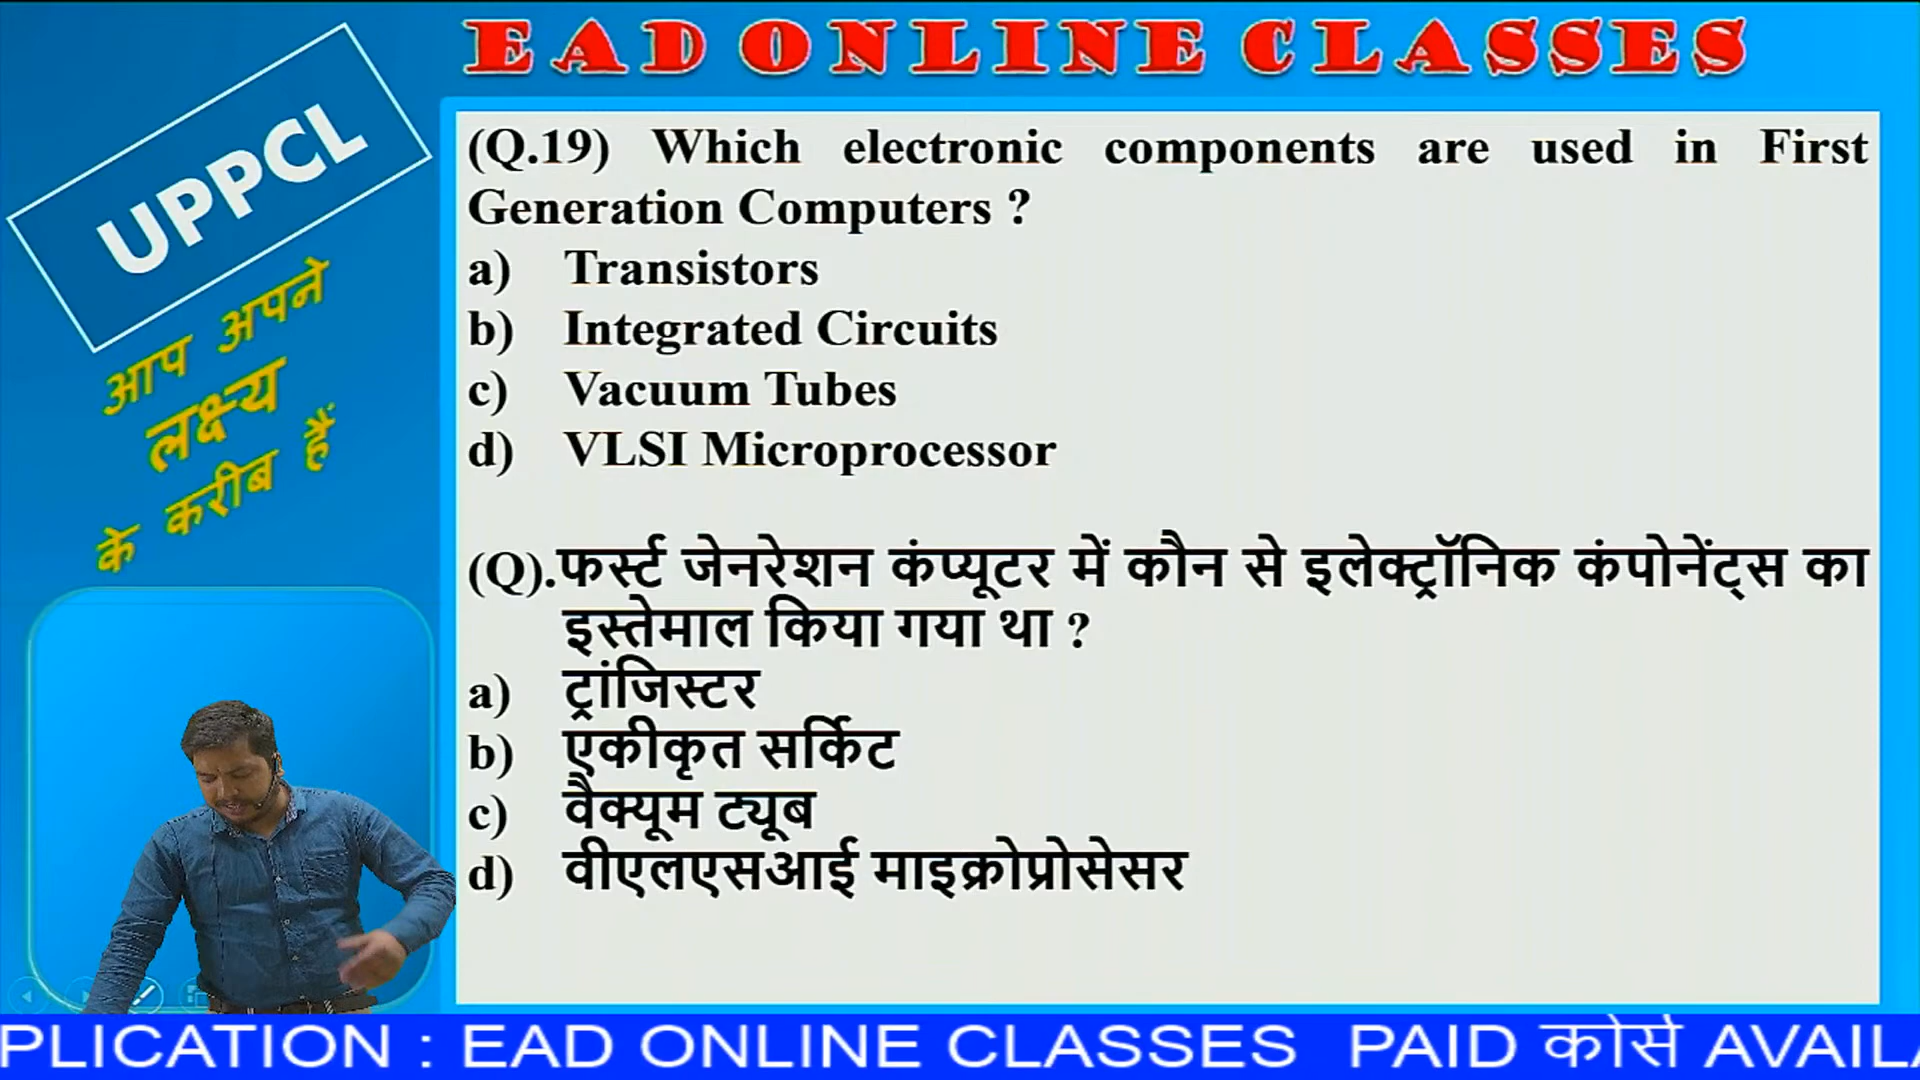 EAD ONLINE CLASSES
UPPCL
आप अपने
लक्ष्य
के करीब हैं
(Q.19) Which electronic components are used in First
Generation Computers ?
a) Transistors
b) Integrated Circuits
c) Vacuum Tubes
d) VLSI Microprocessor
(Q).फर्स्ट जेनरेशन कंप्यूटर में कौन से इलेक्ट्रॉनिक कंपोनेंट्स का
इस्तेमाल किया गया था ?
a) ट्रांजिस्टर
b) एकीकृत सर्किट
c) वैक्यूम ट्यूब
d) वीएलएसआई माइक्रोप्रोसेसर
PLICATION : EAD ONLINE CLASSES PAID कोर्स AVAILA